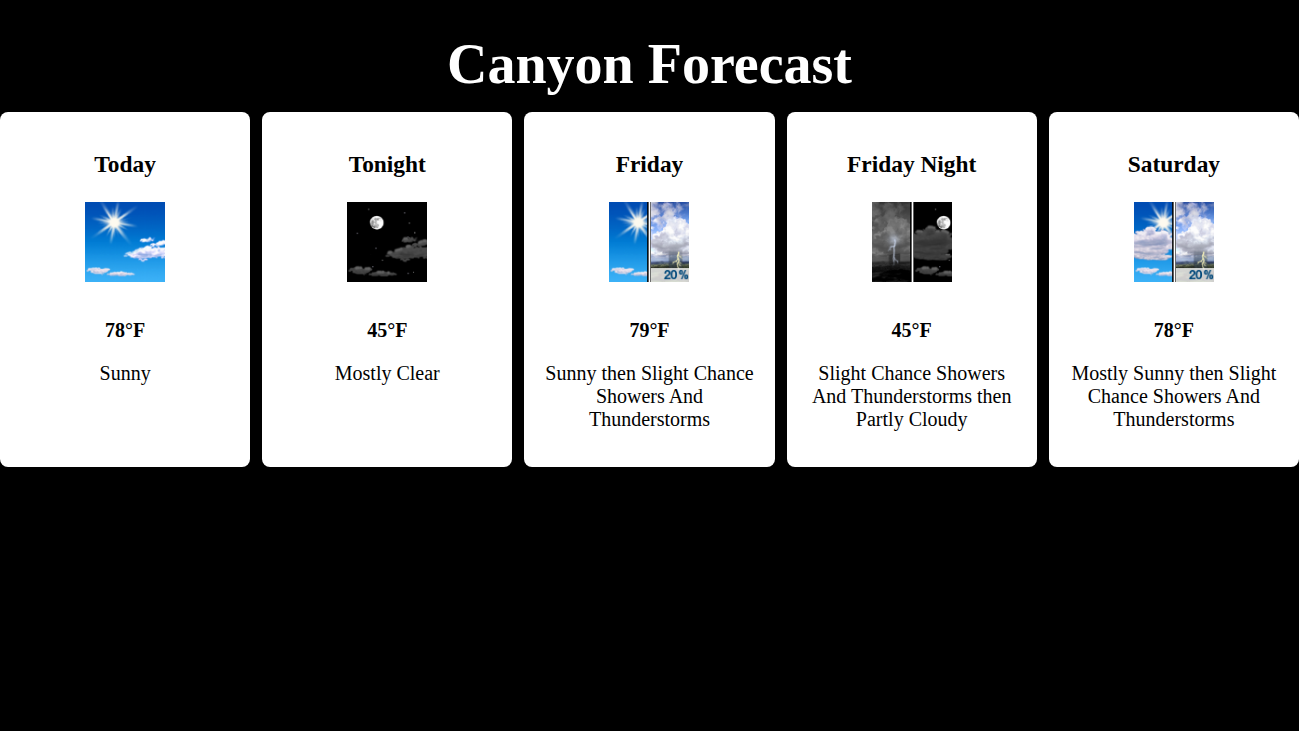 Canyon Forecast
Today
78°F
Sunny
Tonight
45°F
Mostly Clear
Friday
20%
79°F
Sunny then Slight Chance
Showers And
Thunderstorms
Friday Night
45°F
Slight Chance Showers
And Thunderstorms then
Partly Cloudy
Saturday
20%
78°F
Mostly Sunny then Slight
Chance Showers And
Thunderstorms